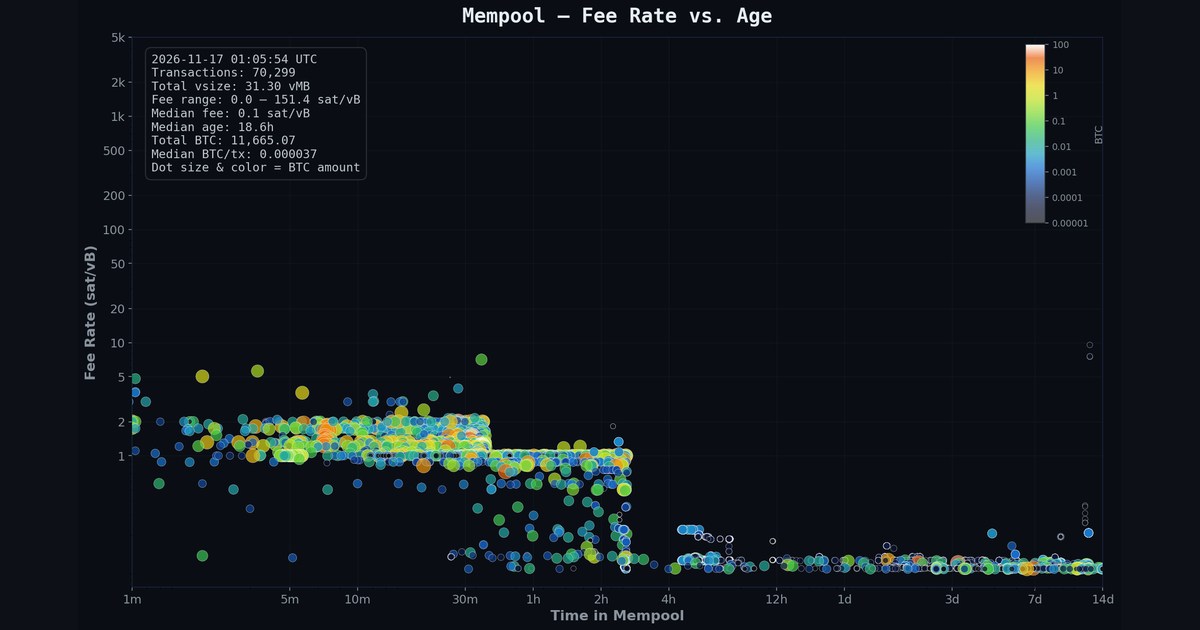 Mempool — Fee Rate vs. Age
5k
2k
1k
500
200
100
50
20
10
5
2
1
Fee Rate (sat/vB)
2026-11-17 01:05:54 UTC
Transactions: 70,299
Total vsize: 31.30 vMB
Fee range: 0.0 — 151.4 sat/vB
Median fee: 0.1 sat/vB
Median age: 18.6h
Total BTC: 11,665.07
Median BTC/tx: 0.000037
Dot size & color = BTC amount
100
10
1
0.1
0.01
0.001
0.0001
0.00001
BTC
1m 5m 10m 30m 1h 2h 4h 12h 1d 3d 7d 14d
Time in Mempool